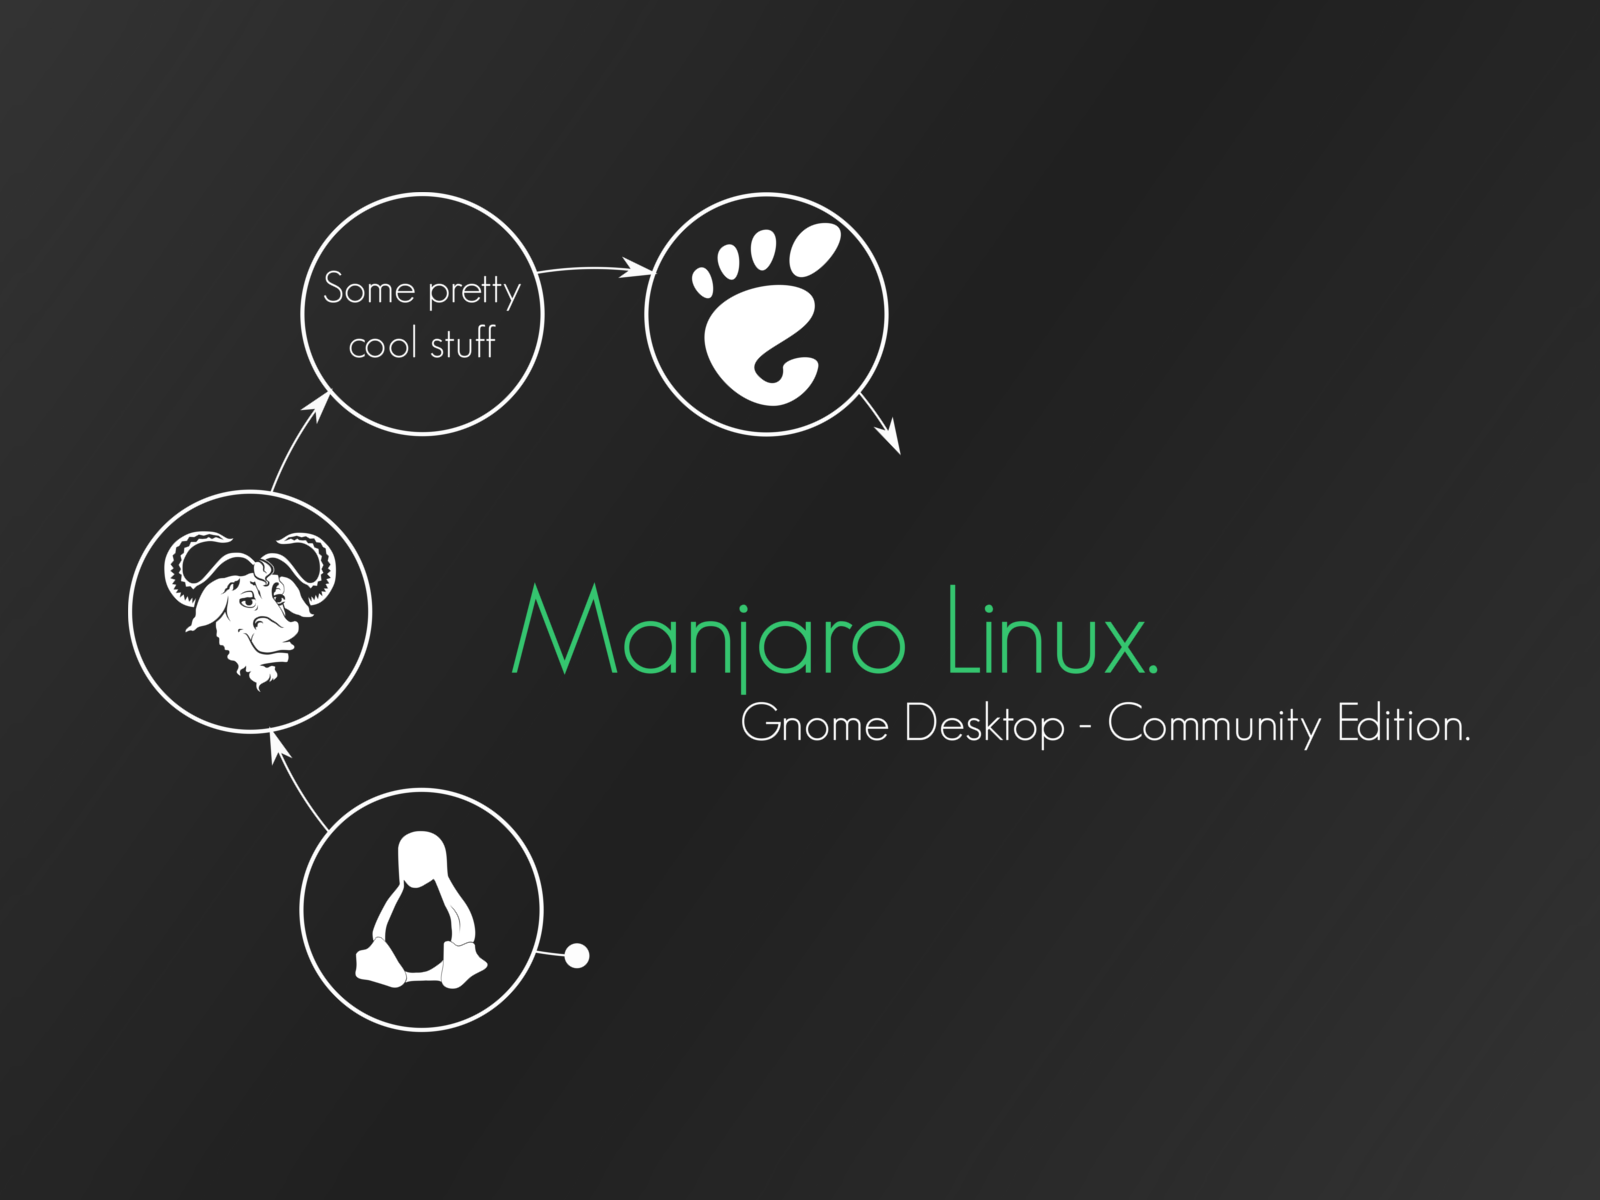 Some pretty
cool stuff
Manjaro Linux.
Gnome Desktop - Community Edition.